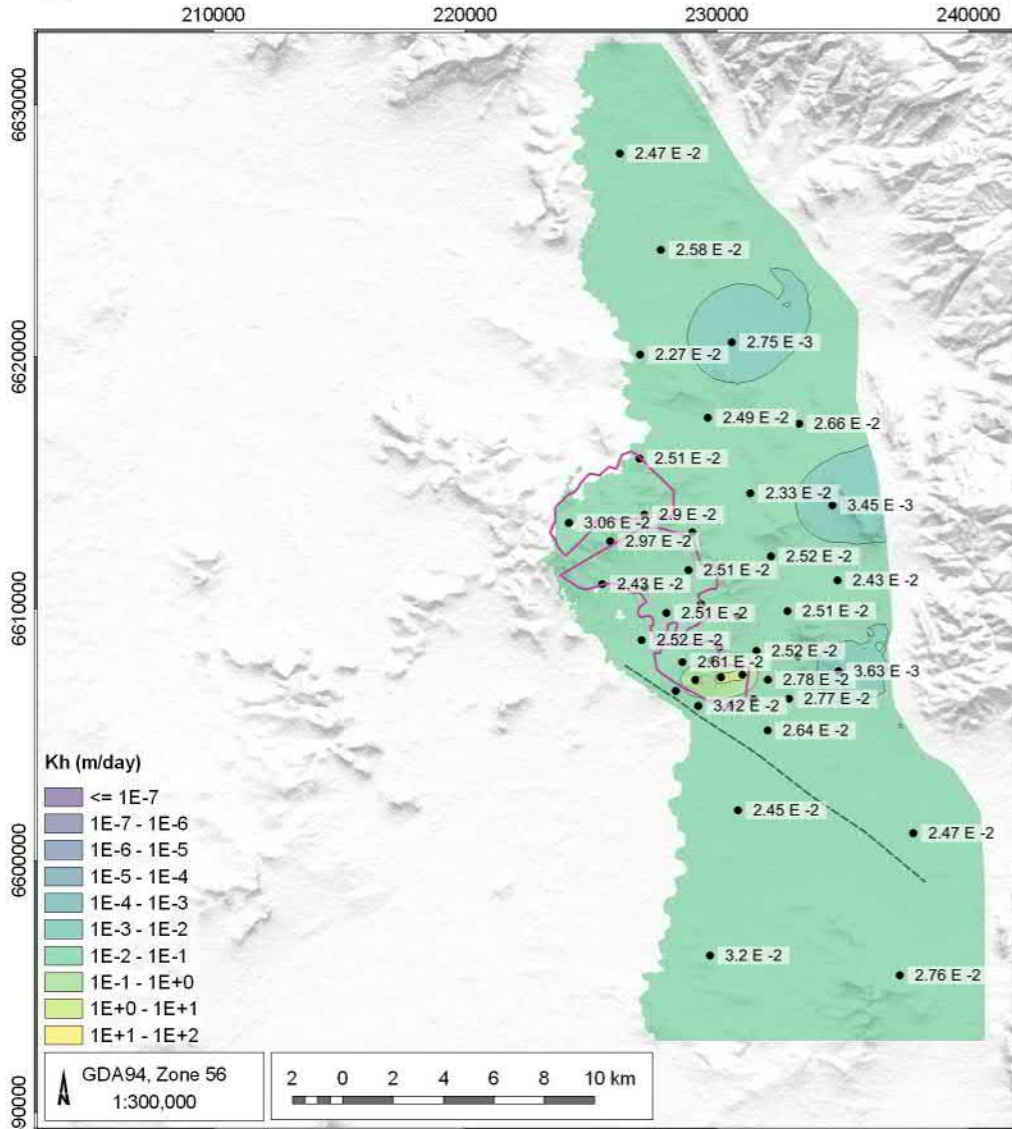 210000 220000 230000 240000
6630000
6620000
6610000
6600000
90000
2.47 E -2
2.58 E -2
2.75 E -3
2.27 E -2
2.49 E -2
2.66 E -2
2.51 E -2
2.33 E -2
3.45 E -3
2.9 E -2
3.06 E -2
2.97 E -2
2.52 E -2
2.51 E -2
2.43 E -2
2.43 E -2
2.51 E -2
2.51 E -2
2.52 E -2
2.52 E -2
2.61 E -2
3.63 E -3
2.78 E -2
2.77 E -2
3.12 E -2
2.64 E -2
2.45 E -2
2.47 E -2
3.2 E -2
2.76 E -2
Kh (m/day)
<= 1E-7
1E-7 - 1E-6
1E-6 - 1E-5
1E-5 - 1E-4
1E-4 - 1E-3
1E-3 - 1E-2
1E-2 - 1E-1
1E-1 - 1E+0
1E+0 - 1E+1
1E+1 - 1E+2
GDA94, Zone 56
1:300,000
2 0 2 4 6 8 10 km